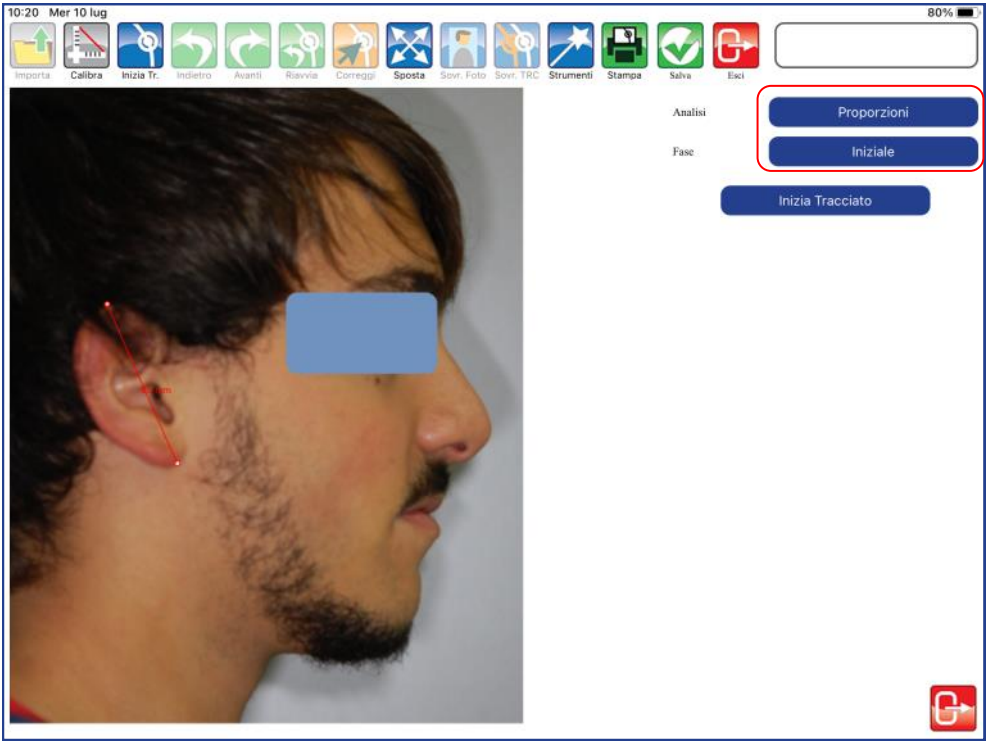 10:20 Mer 10 lug 80%
Importa Calibra Inizia Tr. Indietro Avanti Riavvia Correggi Sposta Sovr. Foto Sovr. TRC Strumenti Stampa Salva Esci
Analisi Proporzioni
Fase Iniziale
Inizia Tracciato